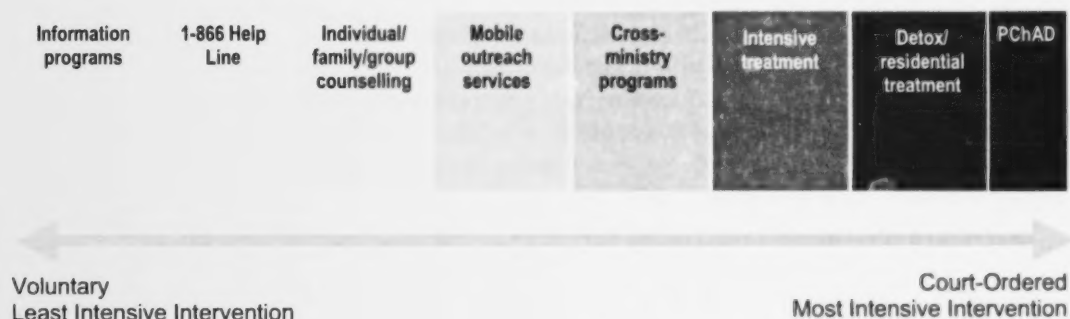 Information
programs
1-866 Help
Line
Individual/
family/group
counselling
Mobile
outreach
services
Cross-
ministry
programs
Intensive
treatment
Detox/
residential
treatment
PChAD
Voluntary
Least Intensive Intervention
Court-Ordered
Most Intensive Intervention